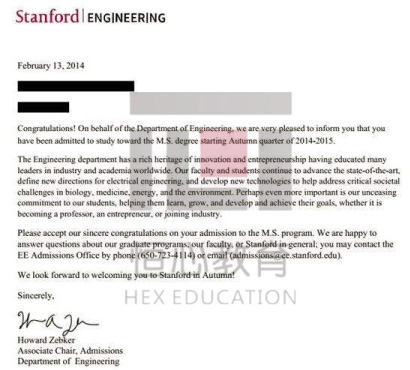 Stanford | ENGINEERING
February 13, 2014
Congratulations! On behalf of the Department of Engineering, we are very pleased to inform you that you
have been admitted to study toward the M.S. degree starting Autumn quarter of 2014-2015.
The Engineering department has a rich heritage of innovation and entrepreneurship having educated many
leaders in industry and academia worldwide. Our faculty and students continue to advance the state-of-the-art,
define new directions for electrical engineering, and develop new technologies to help address critical societal
challenges in biology, medicine, energy, and the environment. Perhaps even more important is our unceasing
commitment to our students, helping them learn, grow, and develop and achieve their goals, whether it is
becoming a professor, an entrepreneur, or joining industry.
Please accept our sincere congratulations on your admission to the M.S. program. We are happy to
answer questions about our graduate programs, our faculty, or Stanford in general; you may contact the
EE Admissions Office by phone (650-723-4114) or email (admissions@ee.stanford.edu).
恒心教育
We look forward to welcoming you to Stanford in Autumn!
HEX EDUCATION
Sincerely,
Howard Zebker
Associate Chair, Admissions
Department of Engineering